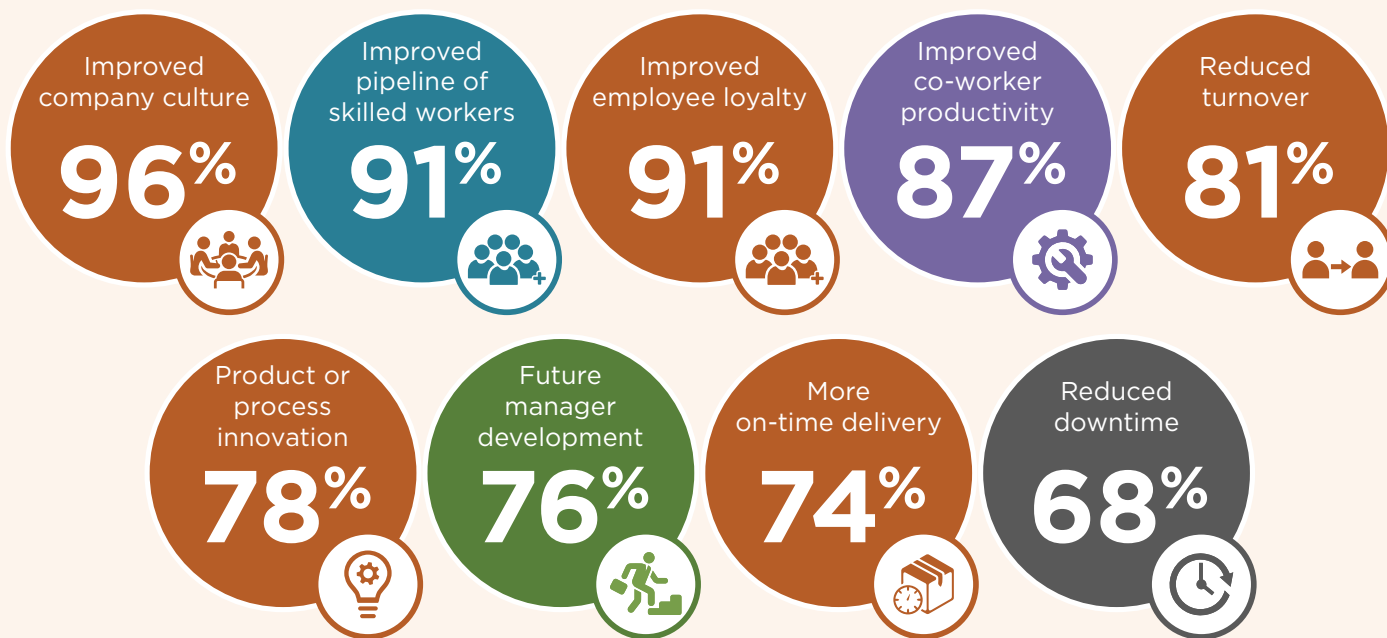 Improved
company culture
96%
Improved
pipeline of
skilled workers
91%
Improved
employee loyalty
91%
Improved
co-worker
productivity
87%
Reduced
turnover
81%
Product or
process
innovation
78%
Future
manager
development
76%
More
on-time delivery
74%
Reduced
downtime
68%